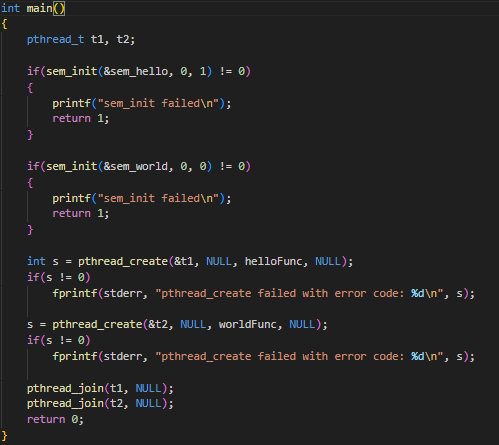 int main()
{
    pthread_t t1, t2;

    if(sem_init(&sem_hello, 0, 1) != 0)
    {
        printf("sem_init failed\n");
        return 1;
    }

    if(sem_init(&sem_world, 0, 0) != 0)
    {
        printf("sem_init failed\n");
        return 1;
    }

    int s = pthread_create(&t1, NULL, helloFunc, NULL);
    if(s != 0)
        fprintf(stderr, "pthread_create failed with error code: %d\n", s);

    s = pthread_create(&t2, NULL, worldFunc, NULL);
    if(s != 0)
        fprintf(stderr, "pthread_create failed with error code: %d\n", s);

    pthread_join(t1, NULL);
    pthread_join(t2, NULL);
    return 0;
}